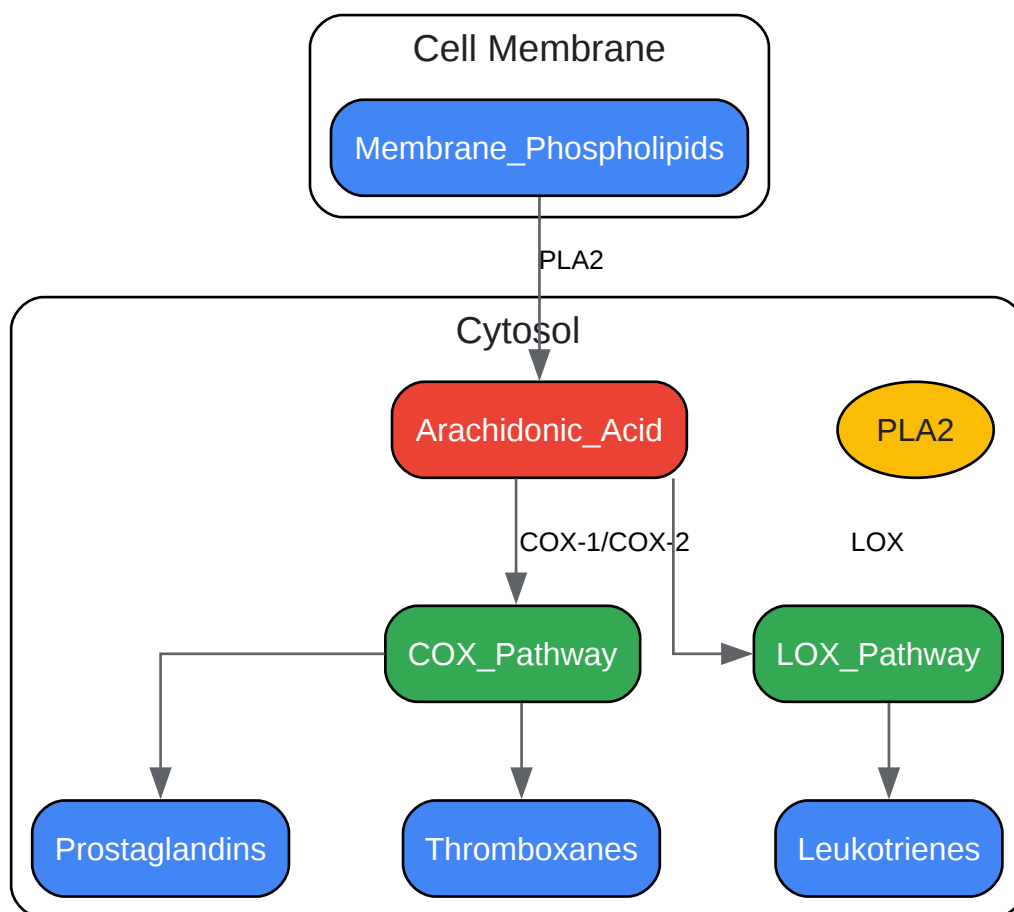 Cell Membrane
Membrane_Phospholipids
PLA2
Cytosol
Arachidonic_Acid
PLA2
COX-1/COX-2
LOX
COX_Pathway
LOX_Pathway
Prostaglandins
Thromboxanes
Leukotrienes